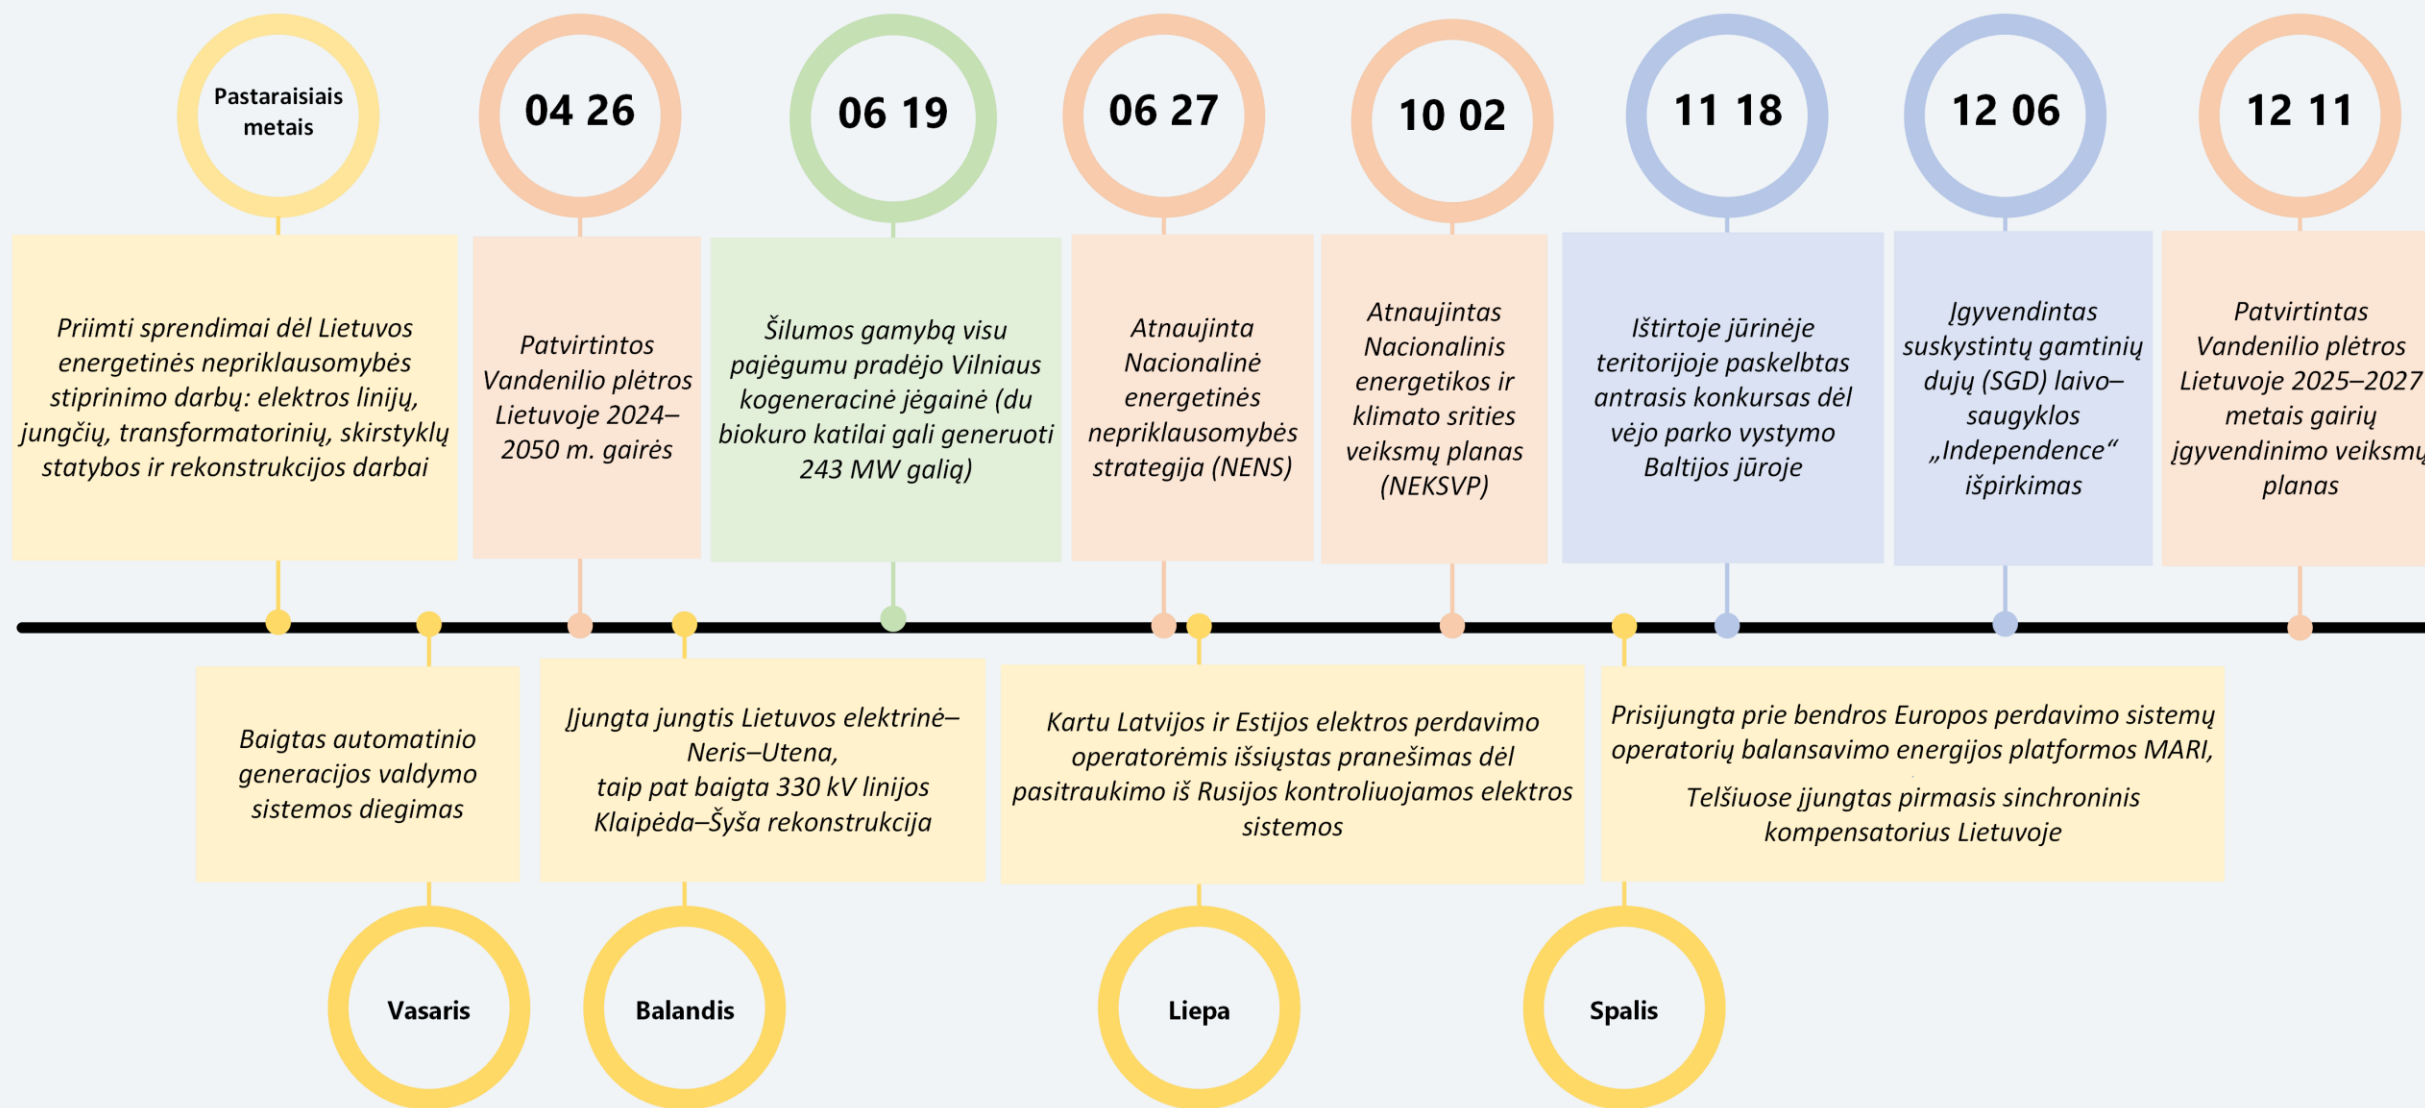 Pastaraisiais
metais
04 26
06 19
06 27
10 02
11 18
12 06
12 11
Priimti sprendimai dėl Lietuvos
energetinės nepriklausomybės
stiprinimo darbų: elektros linijų,
jungčių, transformatorinių, skirstyklų
statybos ir rekonstrukcijos darbai
Patvirtintos
Vandenilio plėtros
Lietuvoje 2024–
2050 m. gairės
Šilumos gamybą visu
pajėgumu pradėjo Vilniaus
kogeneracinė jėgainė (du
biokuro katilai gali generuoti
243 MW galią)
Atnaujinta
Nacionalinė
energetinės
nepriklausomybės
strategija (NENS)
Atnaujintas
Nacionalinis
energetikos ir
klimato srities
veiksmų planas
(NEKSVP)
Ištirtoje jūrinėje
teritorijoje paskelbtas
antrasis konkursas dėl
vėjo parko vystymo
Baltijos jūroje
Įgyvendintas
suskystintų gamtinių
dujų (SGD) laivo–
saugyklos
„Independence“
išpirkimas
Patvirtintas
Vandenilio plėtros
Lietuvoje 2025–2027
metais gairių
įgyvendinimo veiksmų
planas
Baigtas automatinio
generacijos valdymo
sistemos diegimas
Įjungta jungtis Lietuvos elektrinė–
Neris–Utena,
taip pat baigta 330 kV linijos
Klaipėda–Šyša rekonstrukcija
Kartu Latvijos ir Estijos elektros perdavimo
operatorėmis išsiųstas pranešimas dėl
pasitraukimo iš Rusijos kontroliuojamos elektros
sistemos
Prisijungta prie bendros Europos perdavimo sistemų
operatorių balansavimo energijos platformos MARI,
Telšiuose įjungtas pirmasis sinchroninis
kompensatorius Lietuvoje
Vasaris
Balandis
Liepa
Spalis